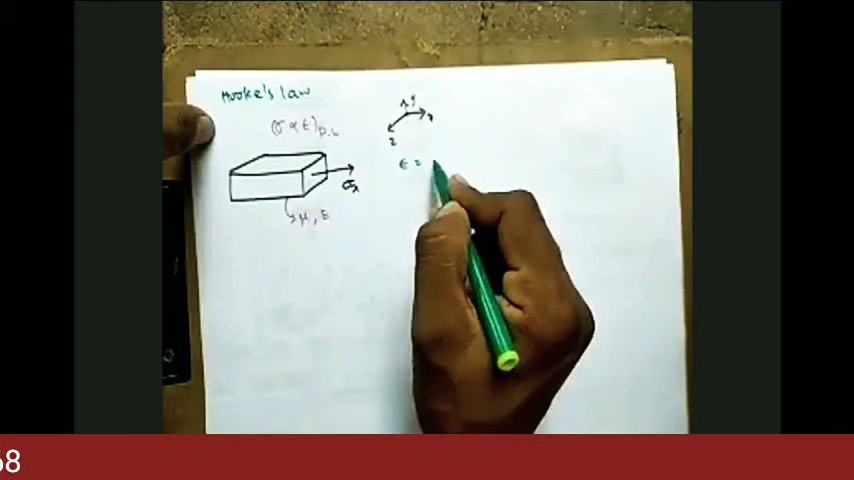 Hooke's law
(σ ∝ ε)P.L
y
x
z
ε =
σx
μ, E
68